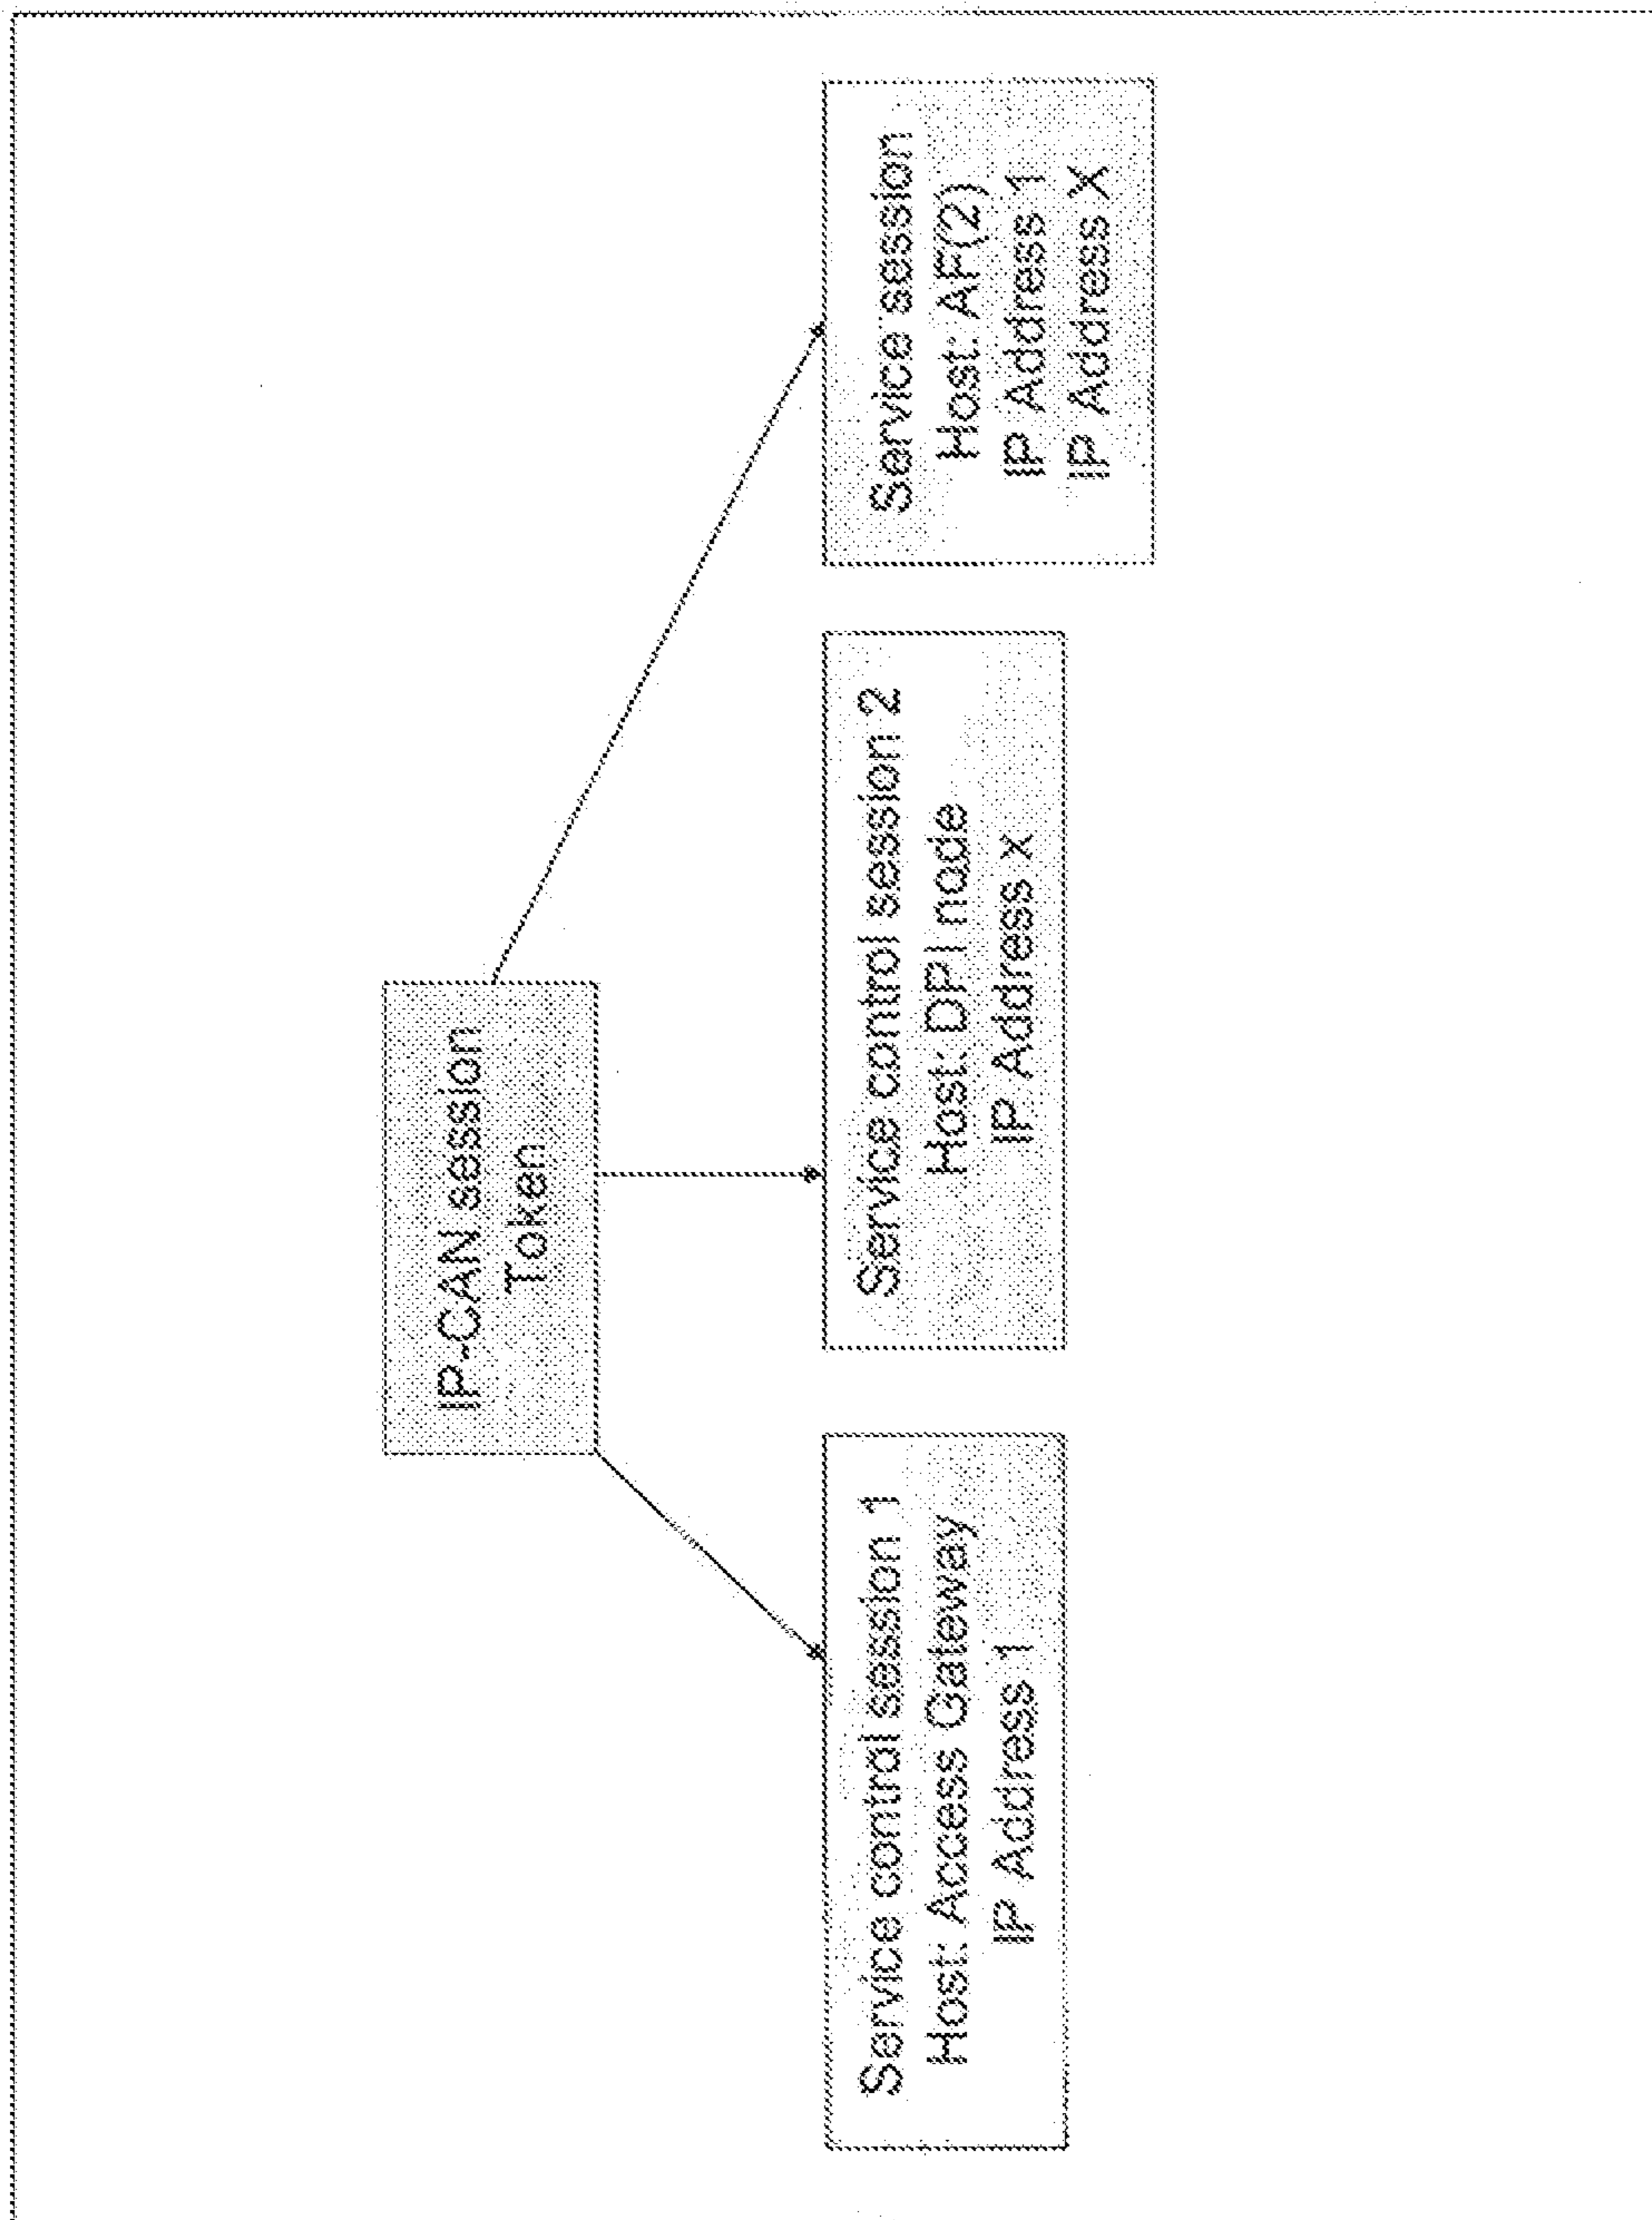 IP-CAN session
Token
Service control session 1
Host: Access Gateway
IP Address 1
Service control session 2
Host: DPI node
IP Address x
Service session
Host: AF(2)
IP Address 1
IP Address X